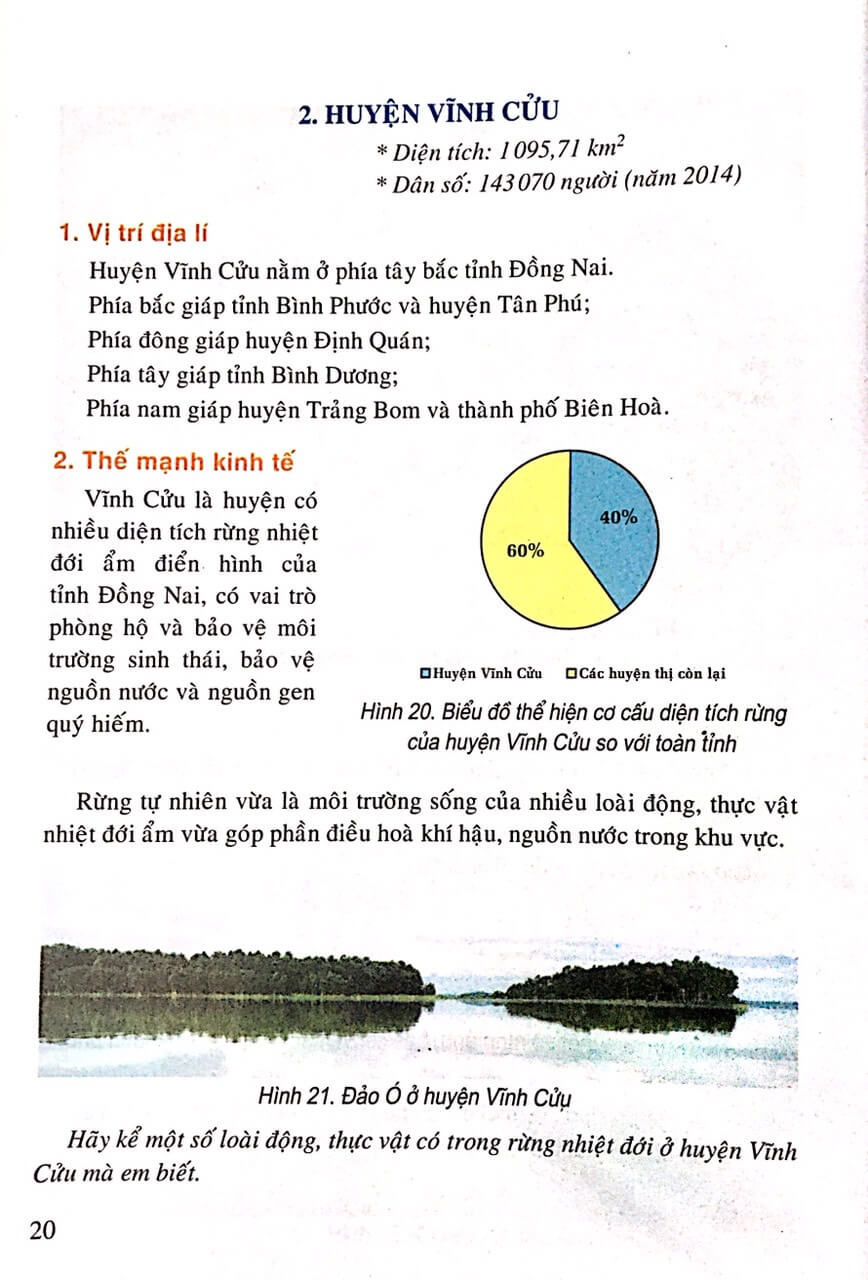 2. HUYỆN VĨNH CỬU
* Diện tích: 1 095,71 km²
* Dân số: 143 070 người (năm 2014)
1. Vị trí địa lí
Huyện Vĩnh Cửu nằm ở phía tây bắc tỉnh Đồng Nai.
Phía bắc giáp tỉnh Bình Phước và huyện Tân Phú;
Phía đông giáp huyện Định Quán;
Phía tây giáp tỉnh Bình Dương;
Phía nam giáp huyện Trảng Bom và thành phố Biên Hoà.
2. Thế mạnh kinh tế
Vĩnh Cửu là huyện có
nhiều diện tích rừng nhiệt
đới ẩm điển hình của
tỉnh Đồng Nai, có vai trò
phòng hộ và bảo vệ môi
trường sinh thái, bảo vệ
nguồn nước và nguồn gen
quý hiếm.
40%
60%
Huyện Vĩnh Cửu Các huyện thị còn lại
Hình 20. Biểu đồ thể hiện cơ cấu diện tích rừng
của huyện Vĩnh Cửu so với toàn tỉnh
Rừng tự nhiên vừa là môi trường sống của nhiều loài động, thực vật
nhiệt đới ẩm vừa góp phần điều hoà khí hậu, nguồn nước trong khu vực.
Hình 21. Đảo Ó ở huyện Vĩnh Cửu
Hãy kể một số loài động, thực vật có trong rừng nhiệt đới ở huyện Vĩnh
Cửu mà em biết.
20